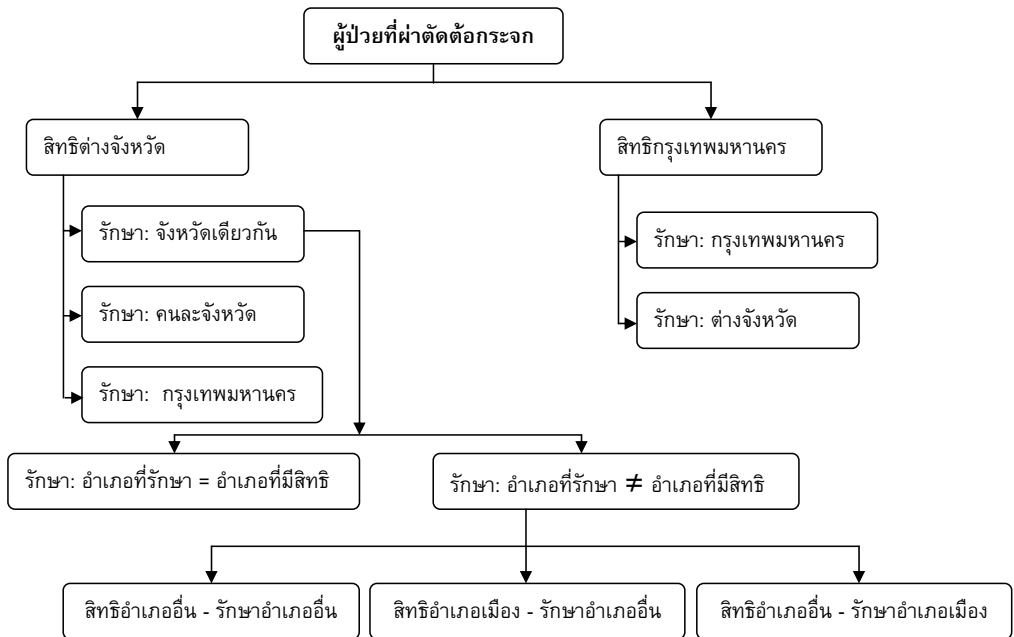 ผู้ป่วยที่ผ่าตัดต้อกระจก
สิทธิต่างจังหวัด
สิทธิกรุงเทพมหานคร
รักษา: จังหวัดเดียวกัน
รักษา: คนละจังหวัด
รักษา: กรุงเทพมหานคร
รักษา: กรุงเทพมหานคร
รักษา: ต่างจังหวัด
รักษา: อำเภอที่รักษา = อำเภอที่มีสิทธิ
รักษา: อำเภอที่รักษา ≠ อำเภอที่มีสิทธิ
สิทธิอำเภออื่น - รักษาอำเภออื่น
สิทธิอำเภอเมือง - รักษาอำเภออื่น
สิทธิอำเภออื่น - รักษาอำเภอเมือง